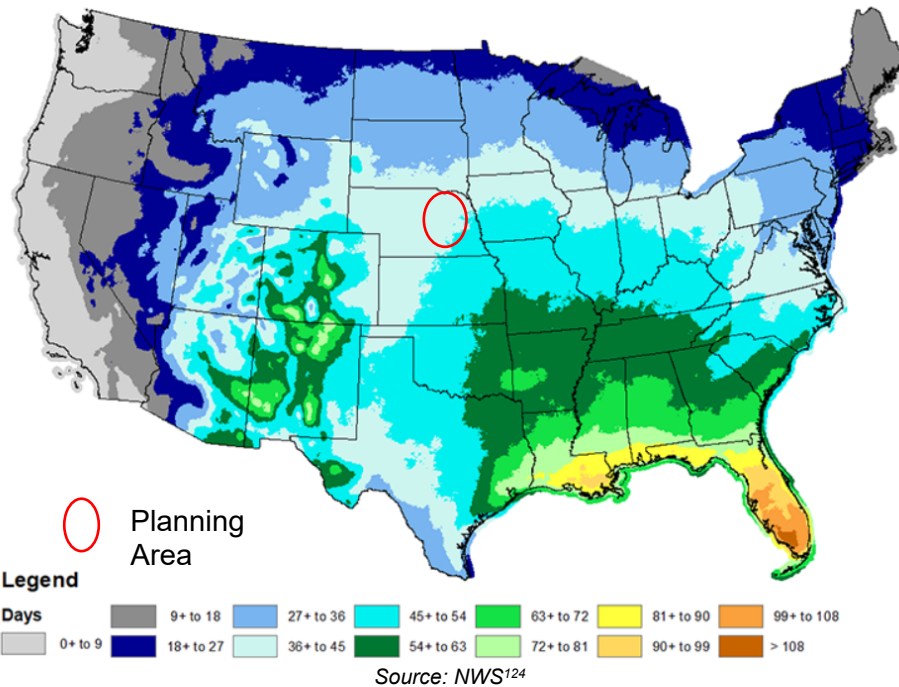 Planning
Area
Legend
Days
0+ to 9
9+ to 18
27+ to 36
45+ to 54
63+ to 72
81+ to 90
99+ to 108
18+ to 27
36+ to 45
54+ to 63
72+ to 81
90+ to 99
> 108
Source: NWS¹²⁴